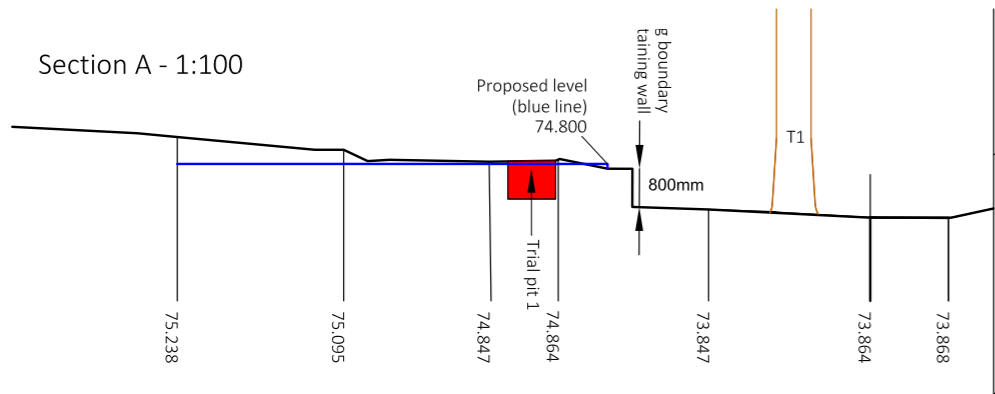 Section A - 1:100
Proposed level
(blue line)
74.800
g boundary
taining wall
T1
800mm
Trial pit 1
75.238
75.095
74.847
74.864
73.847
73.864
73.868